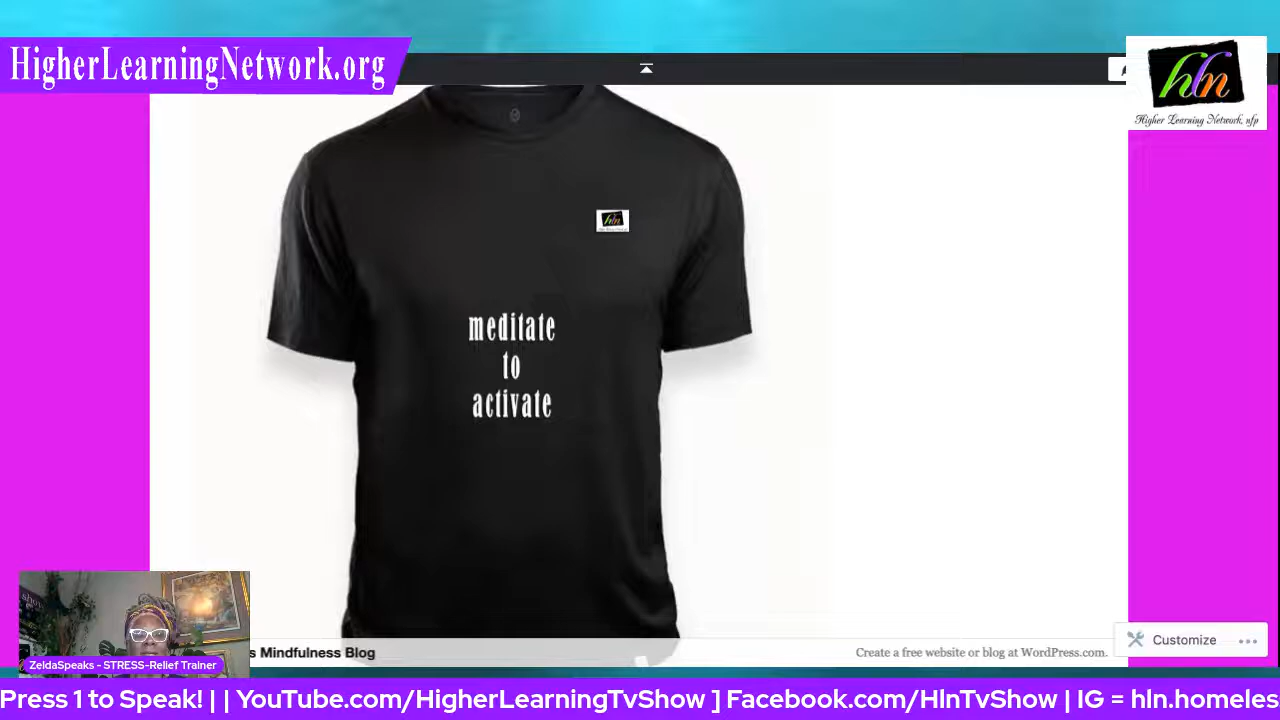 HigherLearningNetwork.org
hln
Higher Learning Network, nfp
hln
meditate
to
activate
ZeldaSpeaks - STRESS-Relief Trainer
s Mindfulness Blog
Create a free website or blog at WordPress.com.
Customize
Press 1 to Speak! | | YouTube.com/HigherLearningTvShow ] Facebook.com/HlnTvShow | IG = hln.homeles